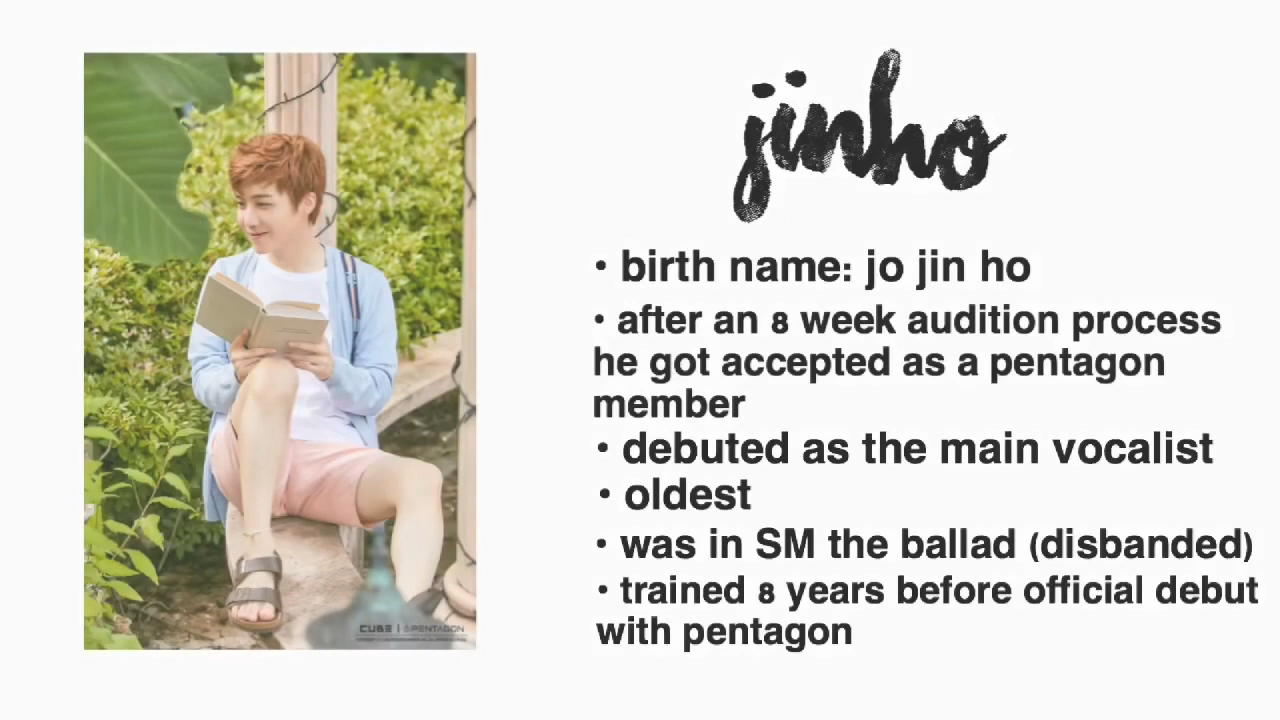 jinho
• birth name: jo jin ho
• after an 8 week audition process
he got accepted as a pentagon
member
• debuted as the main vocalist
• oldest
• was in SM the ballad (disbanded)
• trained 8 years before official debut
with pentagon
CUBE | PENTAGON